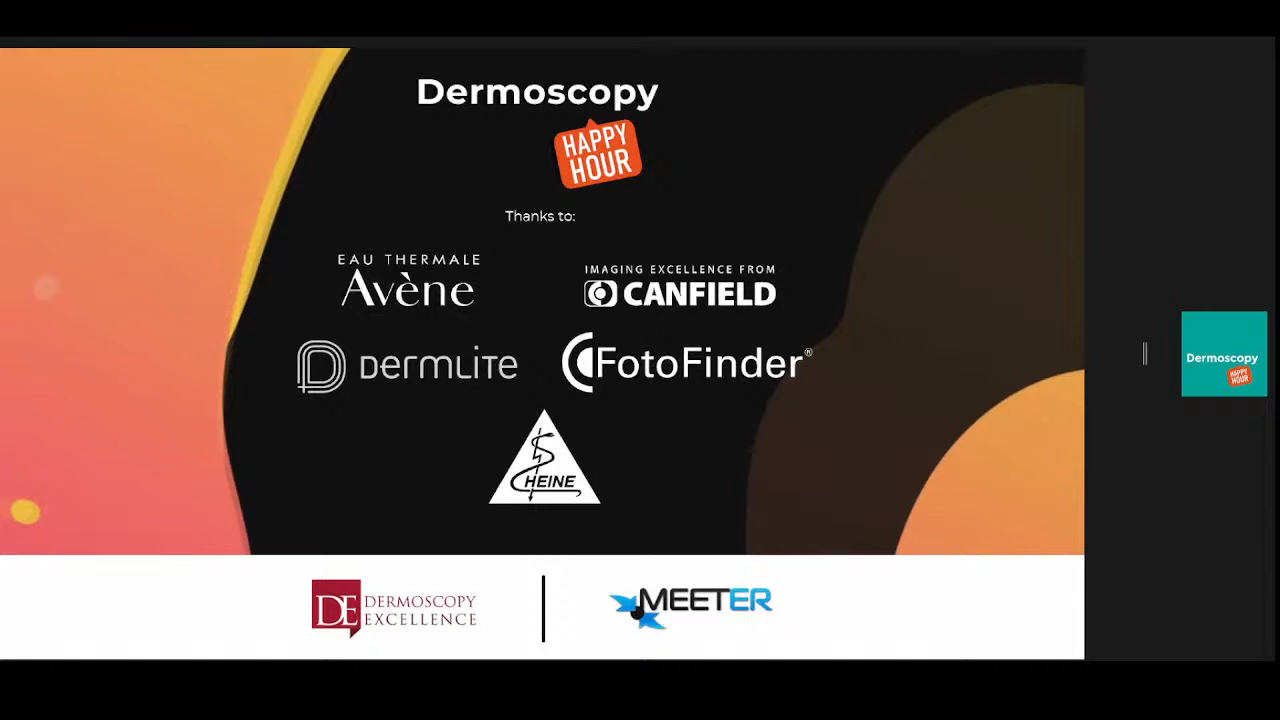 Dermoscopy
HAPPY
HOUR
Thanks to:
EAU THERMALE
Avène
IMAGING EXCELLENCE FROM
CANFIELD
DERMLITE
FotoFinder®
HEINE
Dermoscopy
HAPPY
HOUR
DE DERMOSCOPY
EXCELLENCE
MEETER